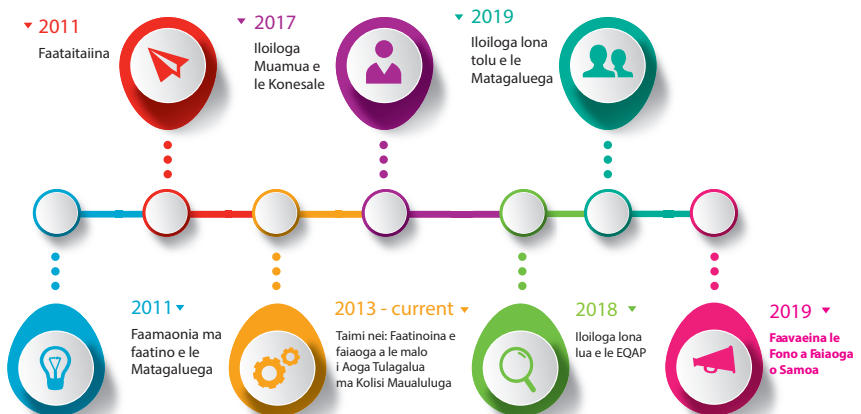 2011
Faataitaiina
2017
Iloiloga
Muamua e
le Konesale
2019
Iloiloga lona
tolu e le
Matagaluega
2011
Faamaonia ma
faatino e le
Matagaluega
2013 - current
Taimi nei: Faatinoina e
faiaoga a le malo
i Aoga Tulagalua
ma Kolisi Maualuluga
2018
Iloiloga lona
lua e le EQAP
2019
Faavaeina le
Fono a Faiaoga
o Samoa